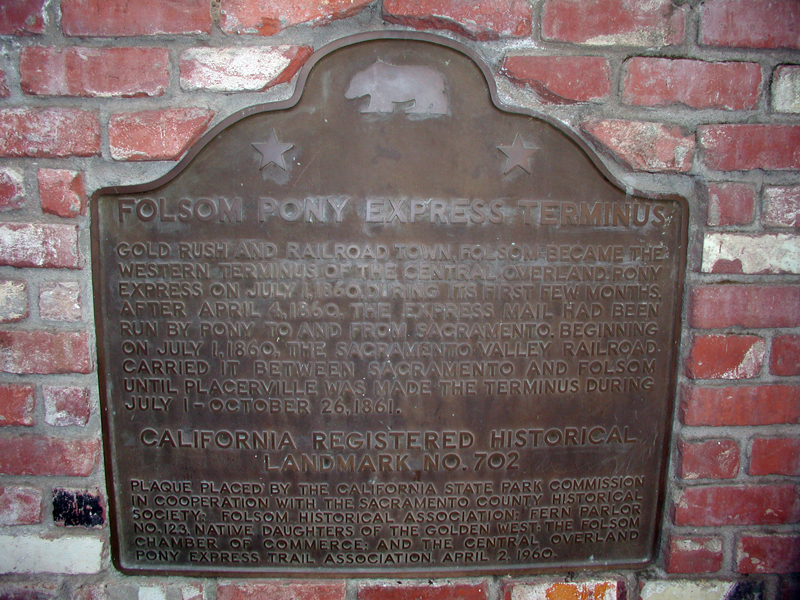 FOLSOM PONY EXPRESS TERMINUS
GOLD RUSH AND RAILROAD TOWN, FOLSOM BECAME THE
WESTERN TERMINUS OF THE CENTRAL OVERLAND PONY
EXPRESS ON JULY 1, 1860. DURING ITS FIRST FEW MONTHS,
AFTER APRIL 4, 1860, THE EXPRESS MAIL HAD BEEN
RUN BY PONY TO AND FROM SACRAMENTO. BEGINNING
ON JULY 1, 1860, THE SACRAMENTO VALLEY RAILROAD
CARRIED IT BETWEEN SACRAMENTO AND FOLSOM
UNTIL PLACERVILLE WAS MADE THE TERMINUS DURING
JULY 1 - OCTOBER 26, 1861.
CALIFORNIA REGISTERED HISTORICAL
LANDMARK NO. 702
PLAQUE PLACED BY THE CALIFORNIA STATE PARK COMMISSION
IN COOPERATION WITH THE SACRAMENTO COUNTY HISTORICAL
SOCIETY; FOLSOM HISTORICAL ASSOCIATION; FERN PARLOR
NO. 123, NATIVE DAUGHTERS OF THE GOLDEN WEST; THE FOLSOM
CHAMBER OF COMMERCE; AND THE CENTRAL OVERLAND
PONY EXPRESS TRAIL ASSOCIATION APRIL 2, 1960.